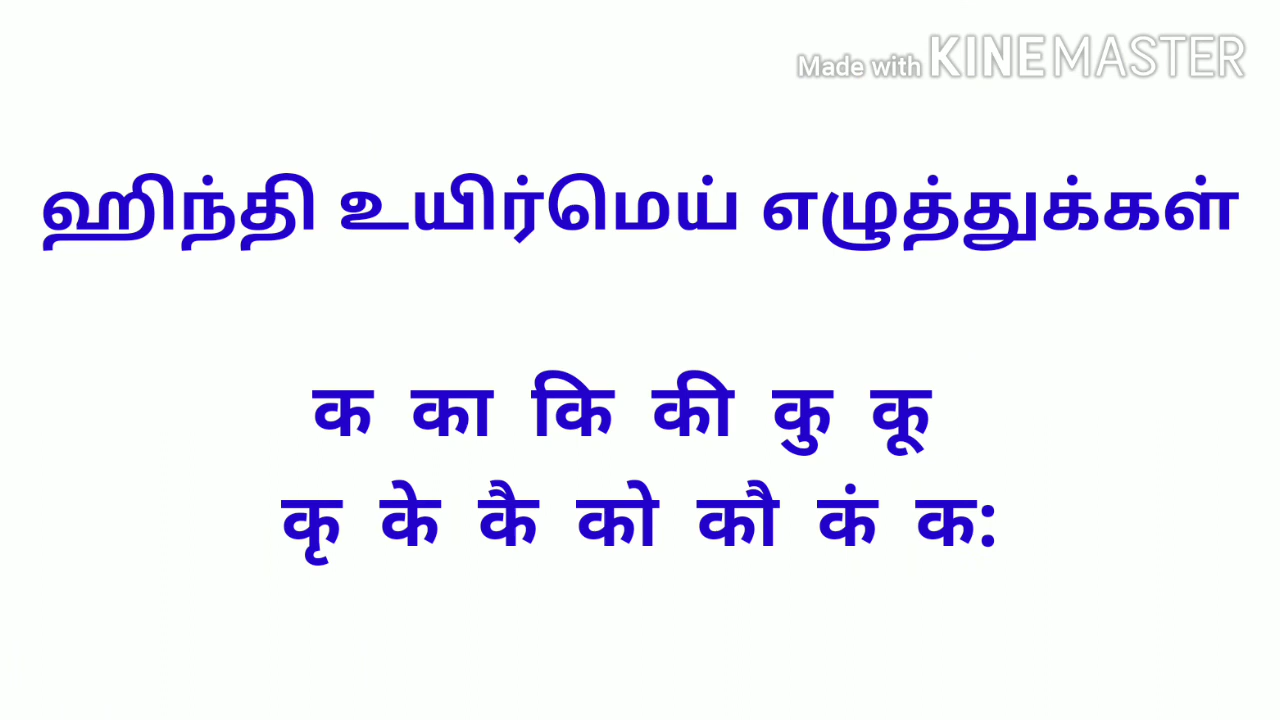 Made with KINEMASTER
ஹிந்தி உயிர்மெய் எழுத்துக்கள்
क का कि की कु कू
कृ के कै को कौ कं क: